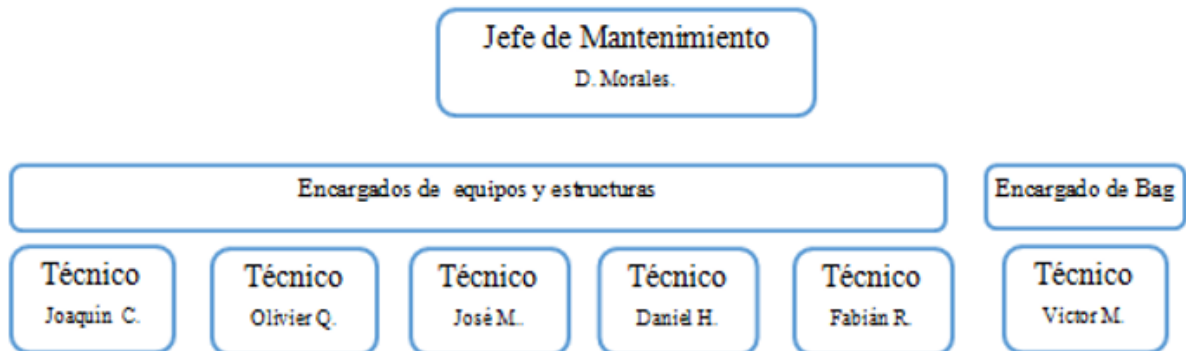 Jefe de Mantenimiento
D. Morales.
Encargados de equipos y estructuras
Encargado de Bag
Técnico
Joaquín C.
Técnico
Olivier Q.
Técnico
José M..
Técnico
Daniel H.
Técnico
Fabián R.
Técnico
Victor M.